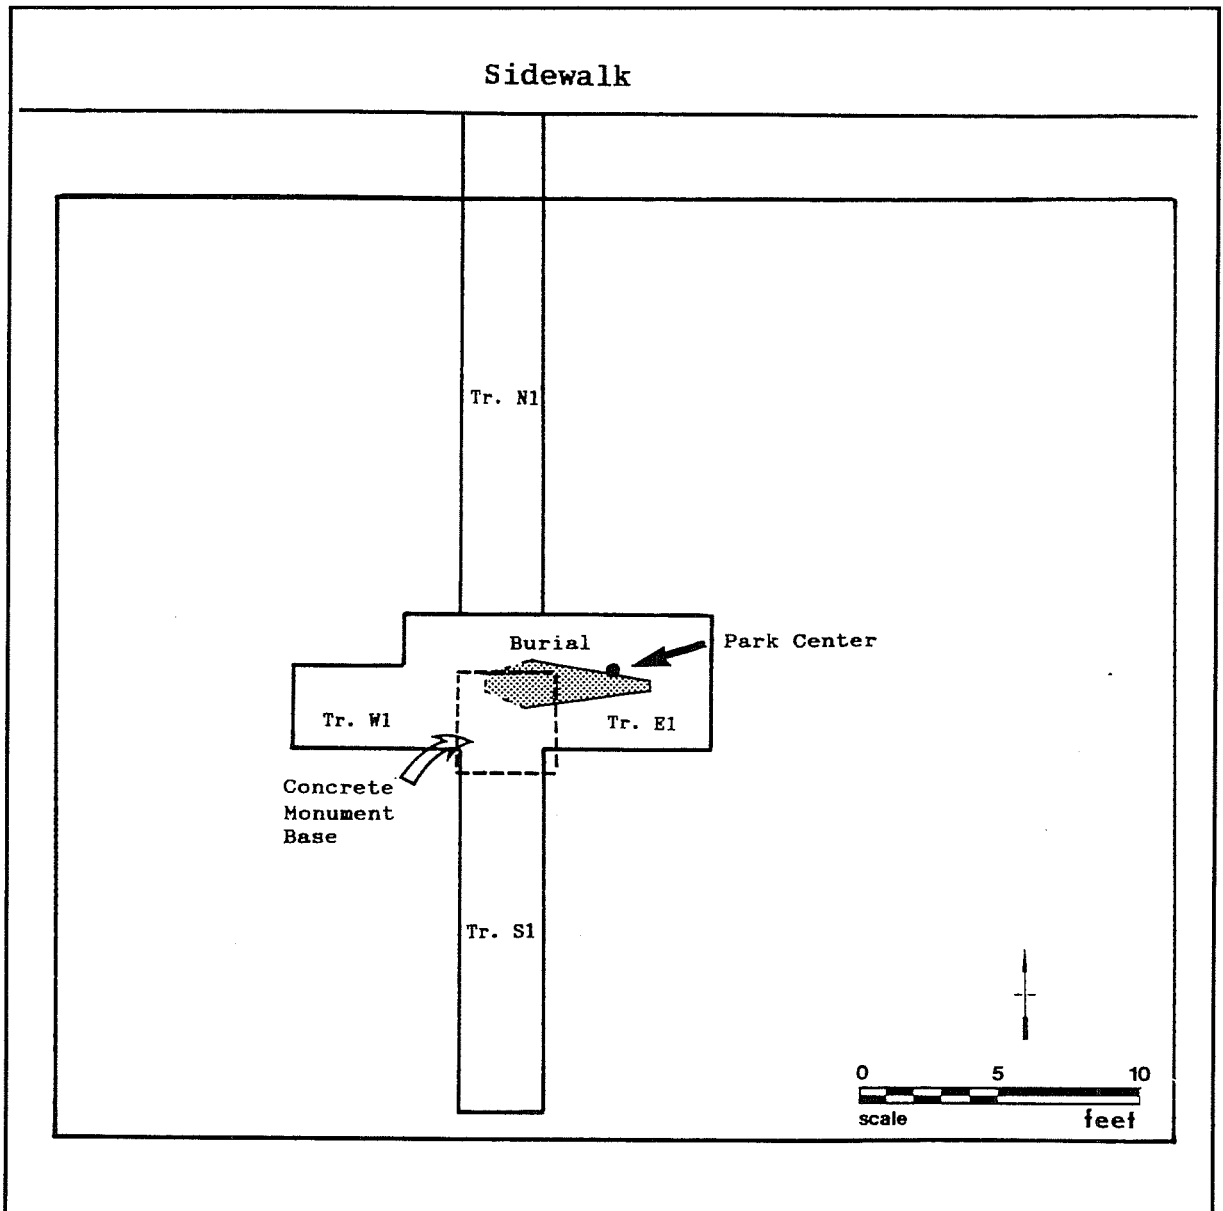 Sidewalk
Tr. N1
Burial
Park Center
Tr. W1
Tr. E1
Concrete
Monument
Base
Tr. S1
0 5 10
scale feet